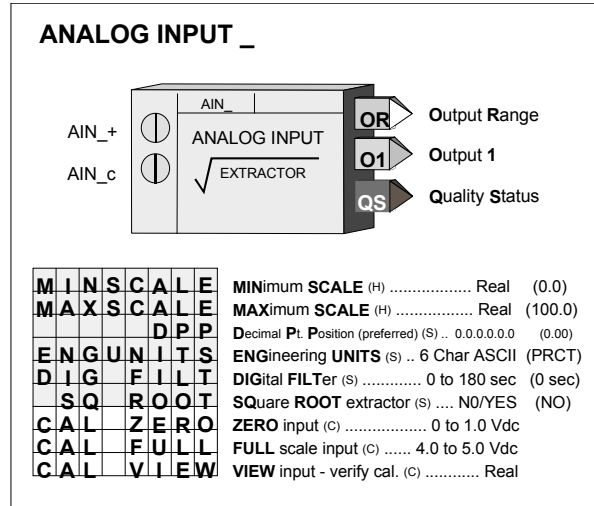 ANALOG INPUT _
AIN_
AIN_+
AIN_c
ANALOG INPUT
√ EXTRACTOR
OR Output Range
O1 Output 1
QS Quality Status
MINSCALE MINimum SCALE (H) .................. Real (0.0)
MAXSCALE MAXimum SCALE (H) ................. Real (100.0)
DPP Decimal Pt. Position (preferred) (S) .. 0.0.0.0.0.0 (0.00)
ENGUNITS ENGineering UNITS (S) .. 6 Char ASCII (PRCT)
DIG FILT DIGital FILTer (S) ............. 0 to 180 sec (0 sec)
SQ ROOT SQuare ROOT extractor (S) .... N0/YES (NO)
CAL ZERO ZERO input (C) .................. 0 to 1.0 Vdc
CAL FULL FULL scale input (C) ...... 4.0 to 5.0 Vdc
CAL VIEW VIEW input - verify cal. (C) ............ Real